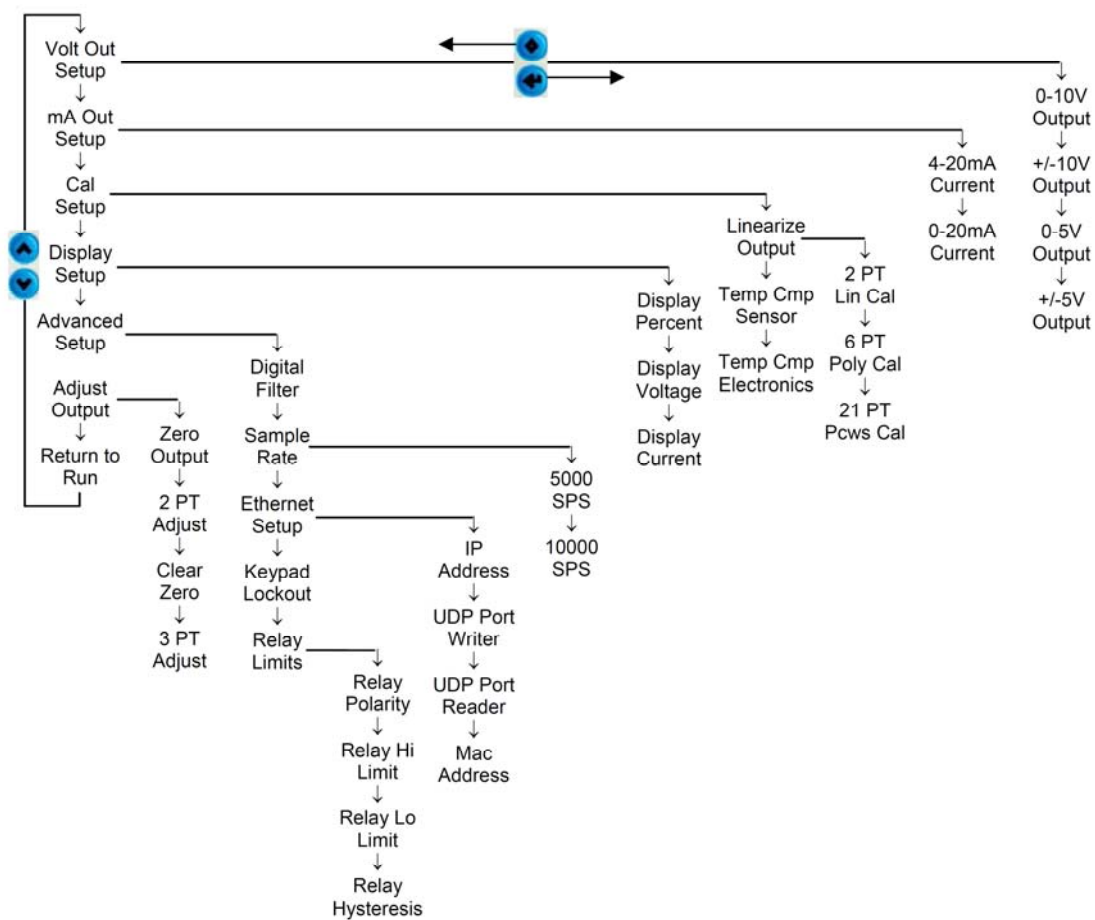 Volt Out
Setup
mA Out
Setup
Cal
Setup
Display
Setup
Advanced
Setup
Adjust
Output
Return to
Run
Zero
Output
2 PT
Adjust
Clear
Zero
3 PT
Adjust
Digital
Filter
Sample
Rate
Ethernet
Setup
Keypad
Lockout
Relay
Limits
Relay
Polarity
Relay Hi
Limit
Relay Lo
Limit
Relay
Hysteresis
IP
Address
UDP Port
Writer
UDP Port
Reader
Mac
Address
5000
SPS
10000
SPS
Display
Percent
Display
Voltage
Display
Current
Linearize
Output
Temp Cmp
Sensor
Temp Cmp
Electronics
2 PT
Lin Cal
6 PT
Poly Cal
21 PT
Pcws Cal
4-20mA
Current
0-20mA
Current
0-10V
Output
+/-10V
Output
0-5V
Output
+/-5V
Output